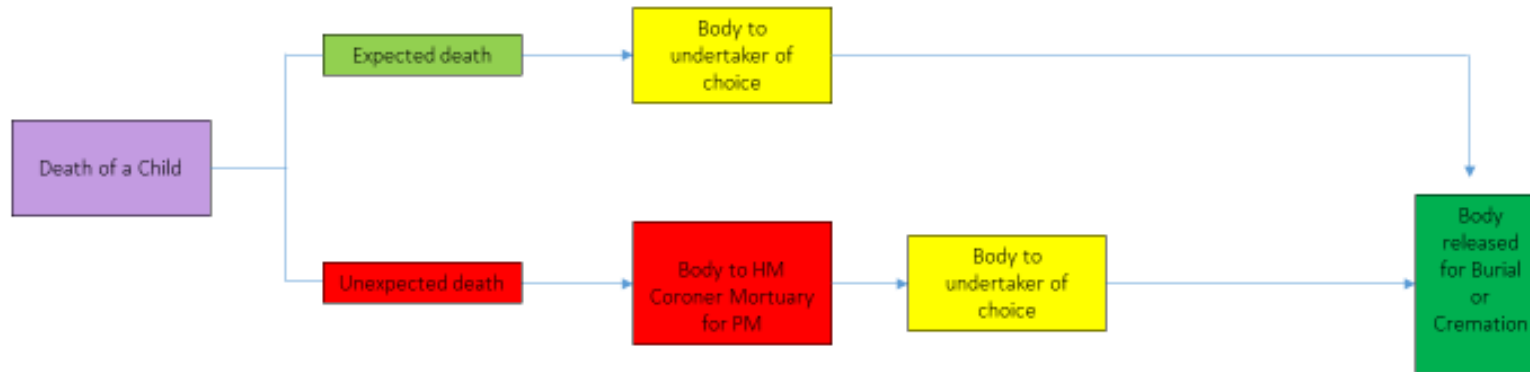 Body to
undertaker of
choice
Expected death
Death of a Child
Unexpected death
Body to HM
Coroner Mortuary
for PM
Body to
undertaker of
choice
Body
released
for Burial
or
Cremation